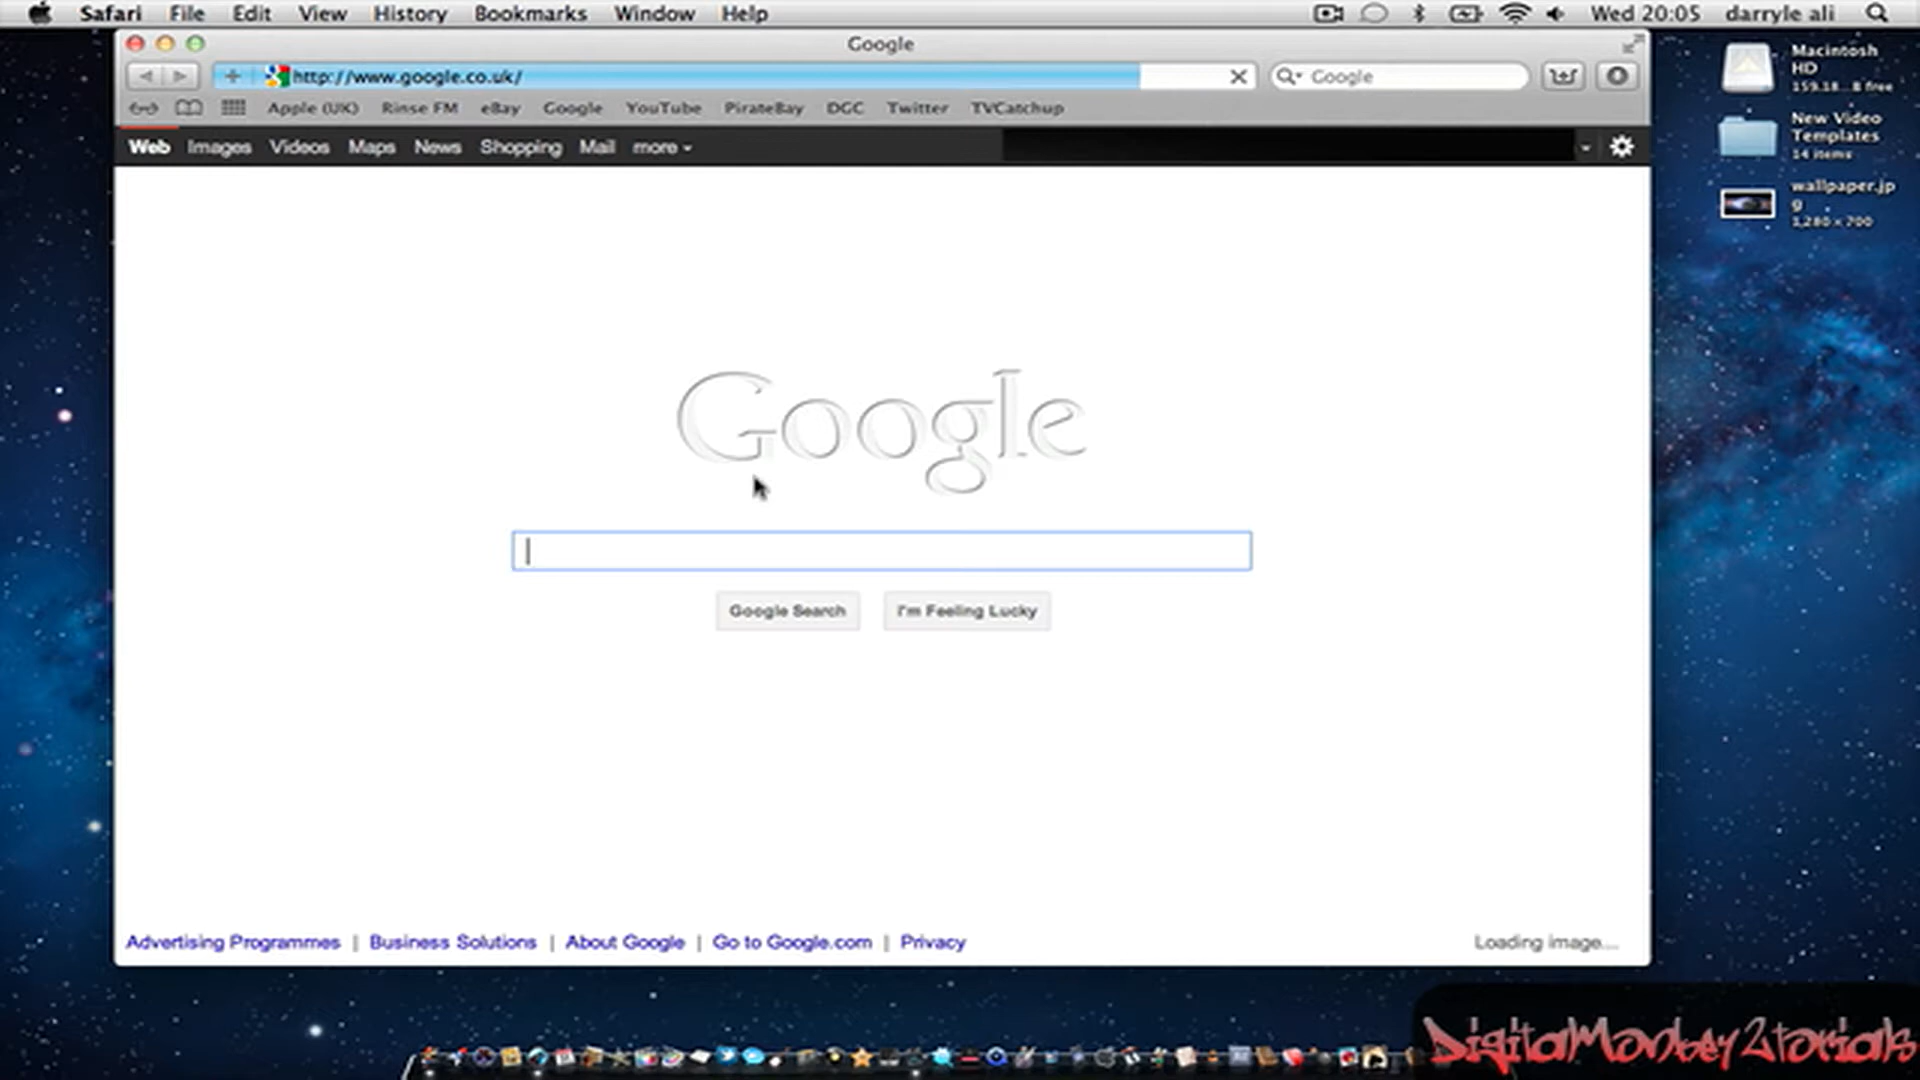 Safari File Edit View History Bookmarks Window Help Wed 20:05 darryle ali
Google
http://www.google.co.uk/ Google
Apple (UK) Rinse FM eBay Google YouTube PirateBay DGC Twitter TVCatchup
Web Images Videos Maps News Shopping Mail more
Macintosh
HD
159.18...B free
New Video
Templates
14 items
wallpaper.jp
g
1,280 × 700
Google
Google Search I'm Feeling Lucky
Advertising Programmes | Business Solutions | About Google | Go to Google.com | Privacy Loading image...
DigitalMonkey2torials